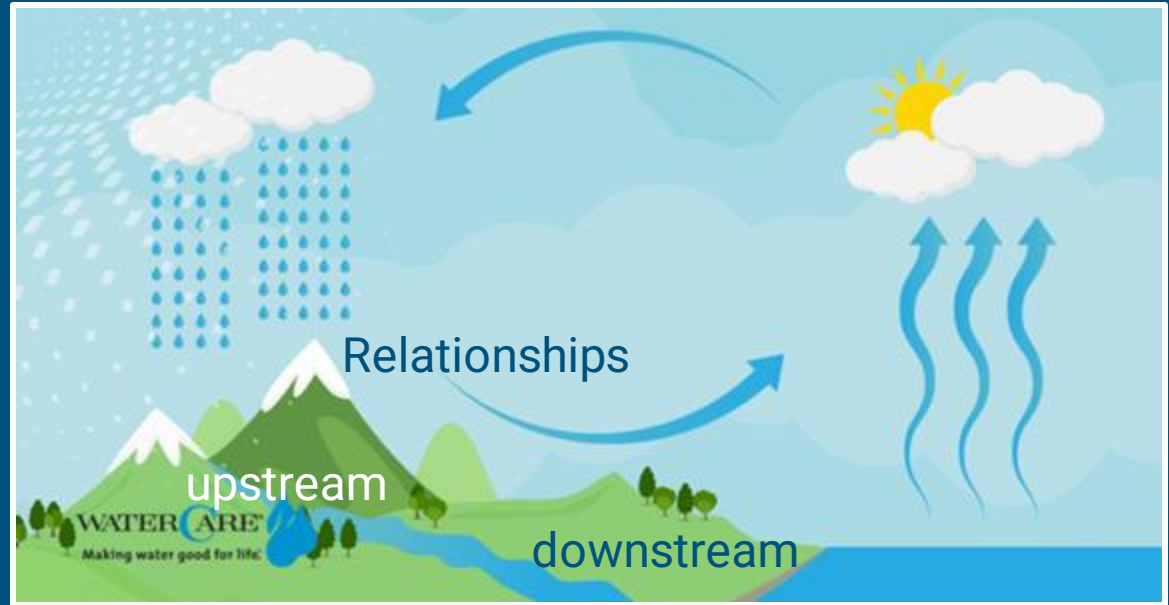 Relationships
upstream
WATERCARE®
Making water good for life.®
downstream